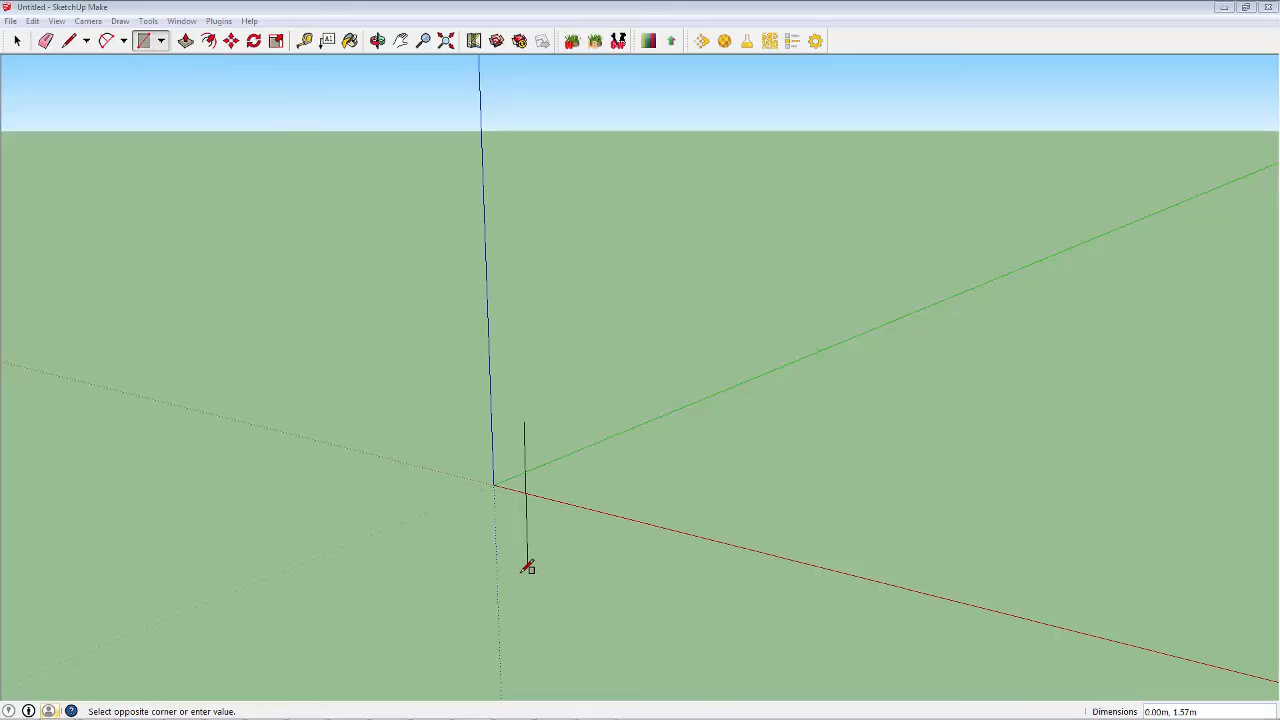 Untitled - SketchUp Make
File Edit View Camera Draw Tools Window Plugins Help
A1
Select opposite corner or enter value.
Dimensions 0.00m, 1.57m